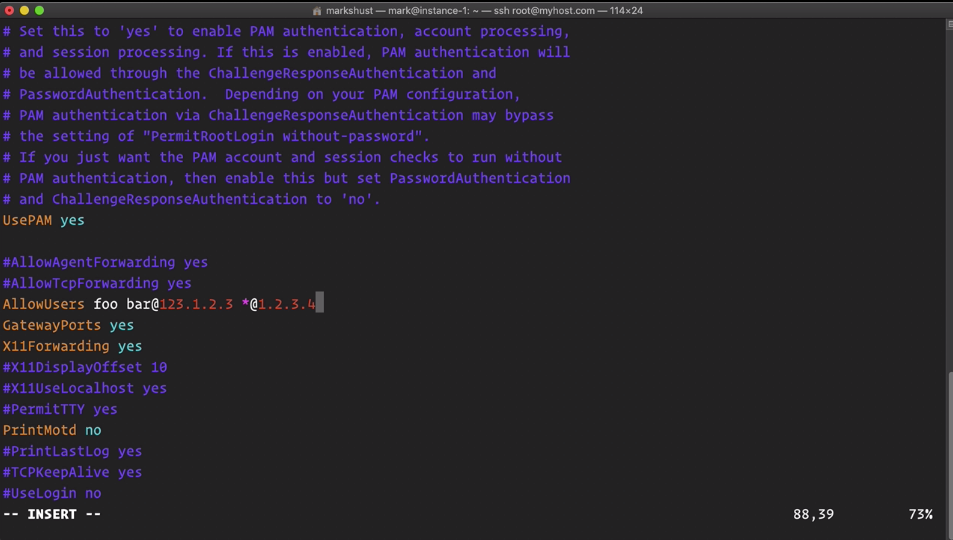 markshust — mark@instance-1: ~ — ssh root@myhost.com — 114×24
# Set this to 'yes' to enable PAM authentication, account processing,
# and session processing. If this is enabled, PAM authentication will
# be allowed through the ChallengeResponseAuthentication and
# PasswordAuthentication.  Depending on your PAM configuration,
# PAM authentication via ChallengeResponseAuthentication may bypass
# the setting of "PermitRootLogin without-password".
# If you just want the PAM account and session checks to run without
# PAM authentication, then enable this but set PasswordAuthentication
# and ChallengeResponseAuthentication to 'no'.
UsePAM yes
#AllowAgentForwarding yes
#AllowTcpForwarding yes
AllowUsers foo bar@123.1.2.3 *@1.2.3.4
GatewayPorts yes
X11Forwarding yes
#X11DisplayOffset 10
#X11UseLocalhost yes
#PermitTTY yes
PrintMotd no
#PrintLastLog yes
#TCPKeepAlive yes
#UseLogin no
-- INSERT -- 88,39 73%